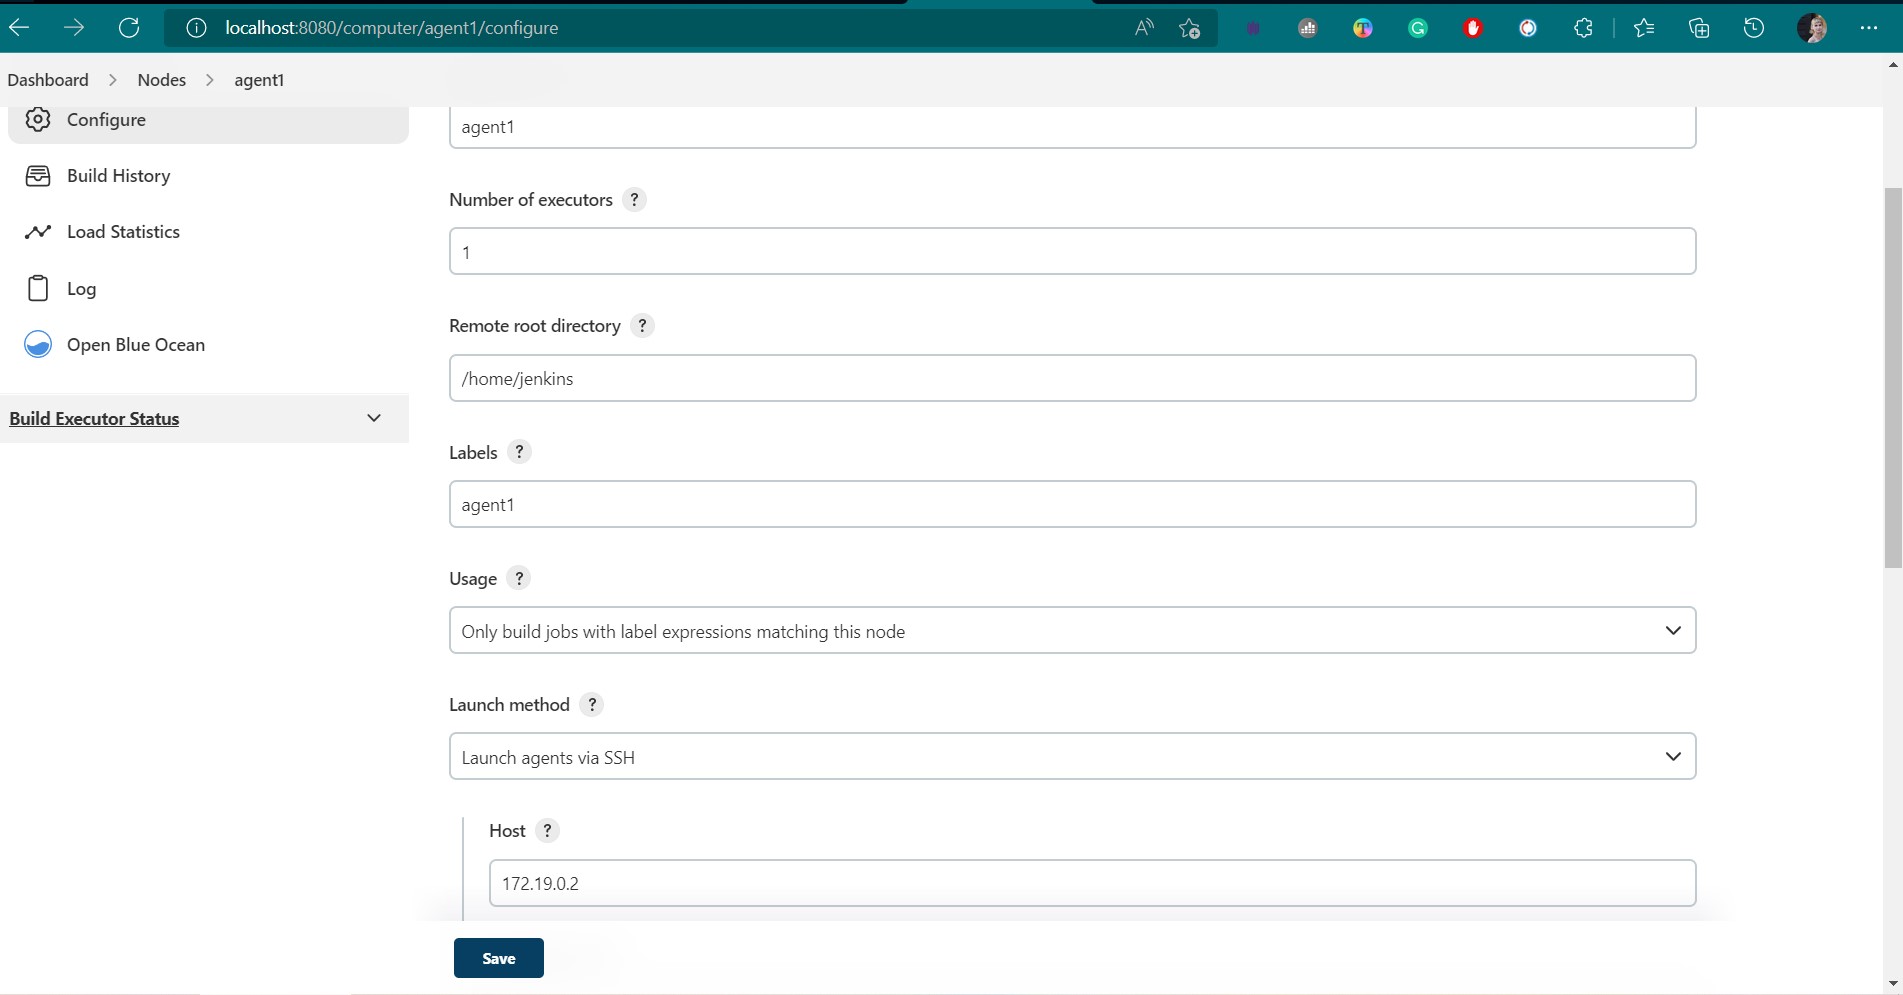 localhost:8080/computer/agent1/configure
Dashboard > Nodes > agent1
Configure
Build History
Load Statistics
Log
Open Blue Ocean
Build Executor Status
agent1
Number of executors ?
1
Remote root directory ?
/home/jenkins
Labels ?
agent1
Usage ?
Only build jobs with label expressions matching this node
Launch method ?
Launch agents via SSH
Host ?
172.19.0.2
Save